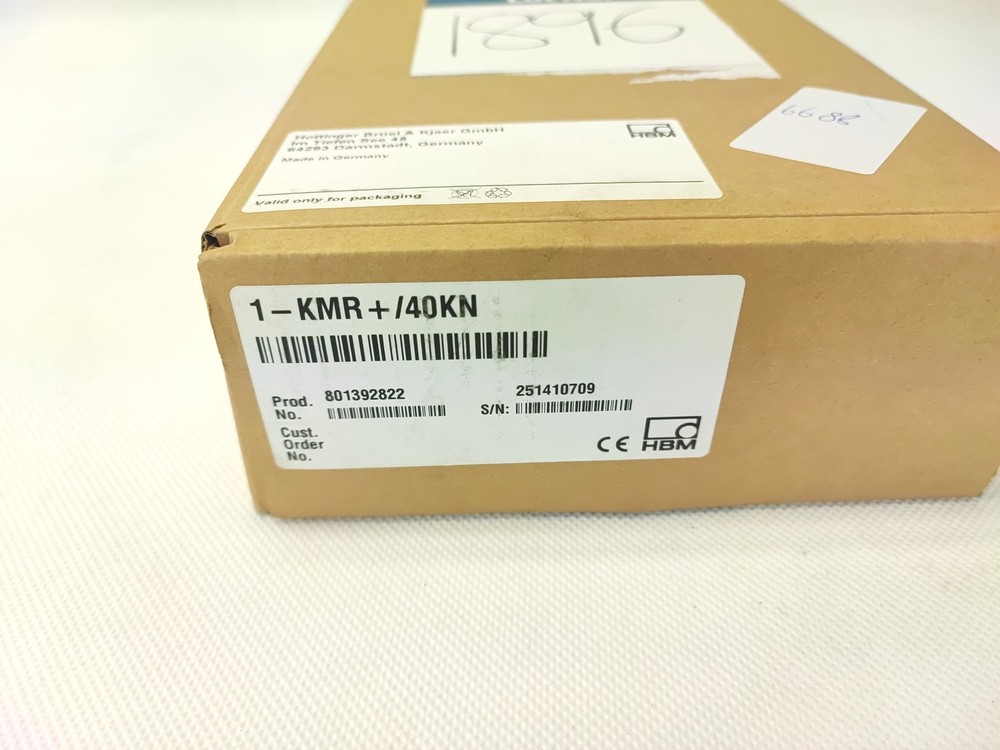 1896
6686
Hottinger Brüel & Kjaer GmbH
Im Tiefen See 45
64293 Darmstadt, Germany
Made in Germany
HBM
Valid only for packaging
1-KMR+/40KN
Prod. No. 801392822
S/N: 251410709
Cust.
Order
No.
CE HBM